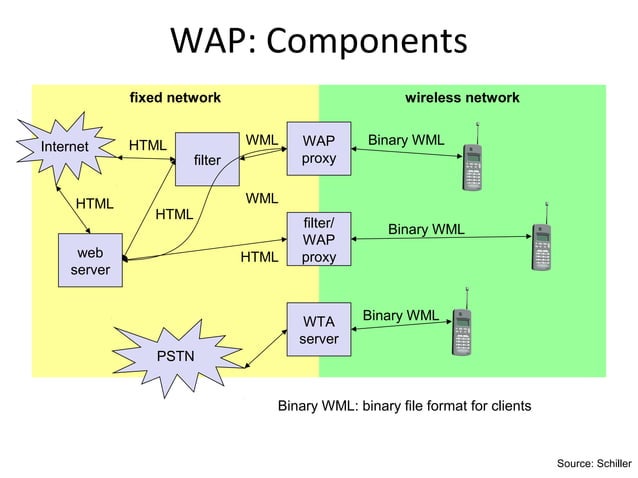 WAP: Components
fixed network
wireless network
Internet
HTML
filter
WML
WAP
proxy
Binary WML
HTML
HTML
WML
web
server
HTML
filter/
WAP
proxy
Binary WML
WTA
server
Binary WML
PSTN
Binary WML: binary file format for clients
Source: Schiller